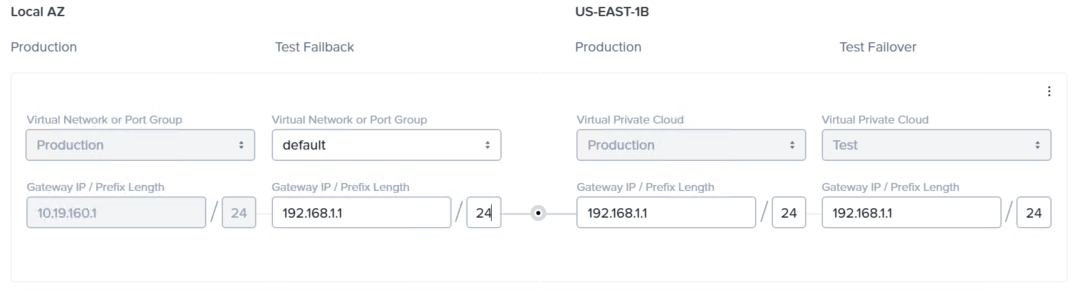 Local AZ US-EAST-1B
Production Test Failback Production Test Failover
Virtual Network or Port Group Virtual Network or Port Group Virtual Private Cloud Virtual Private Cloud
Production default Production Test
Gateway IP / Prefix Length Gateway IP / Prefix Length Gateway IP / Prefix Length Gateway IP / Prefix Length
10.19.160.1 / 24 192.168.1.1 / 24 192.168.1.1 / 24 192.168.1.1 / 24